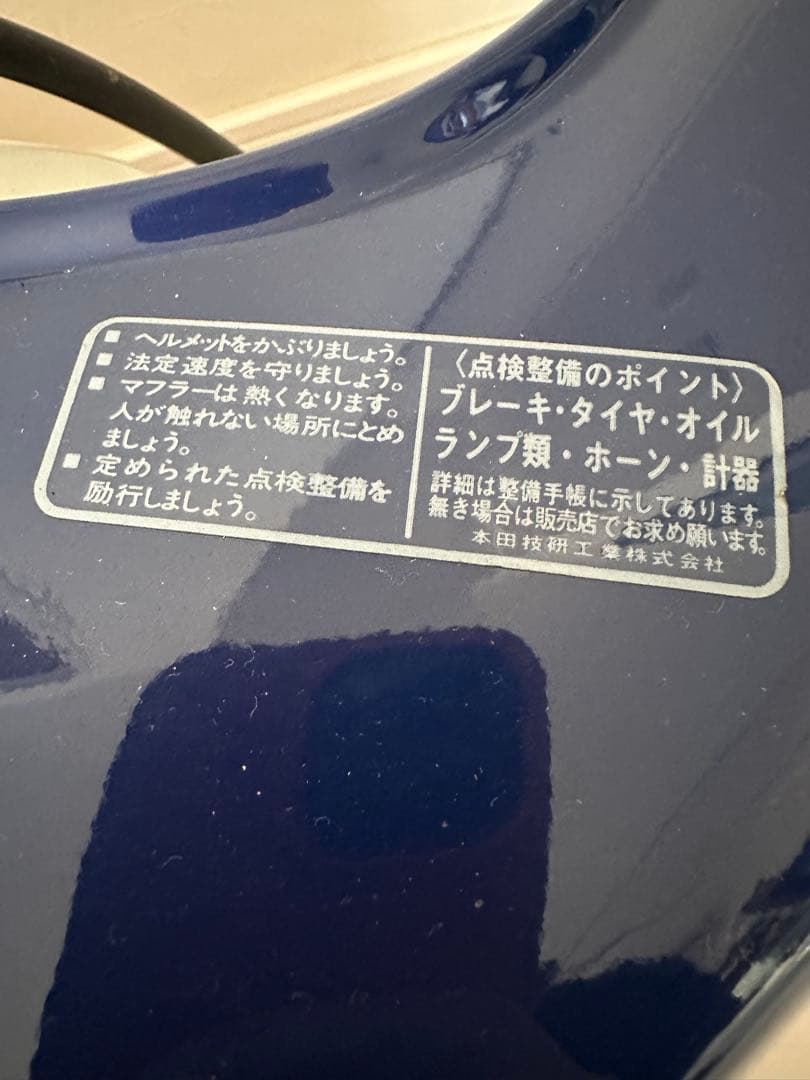 ■ ヘルメットをかぶりましょう。
■ 法定速度を守りましょう。
■ マフラーは熱くなります。
人が触れない場所にとめ
ましょう。
■ 定められた点検整備を
励行しましょう。
〈点検整備のポイント〉
ブレーキ・タイヤ・オイル
ランプ類・ホーン・計器
詳細は整備手帳に示してあります。
無き場合は販売店でお求め願います。
本田技研工業株式会社